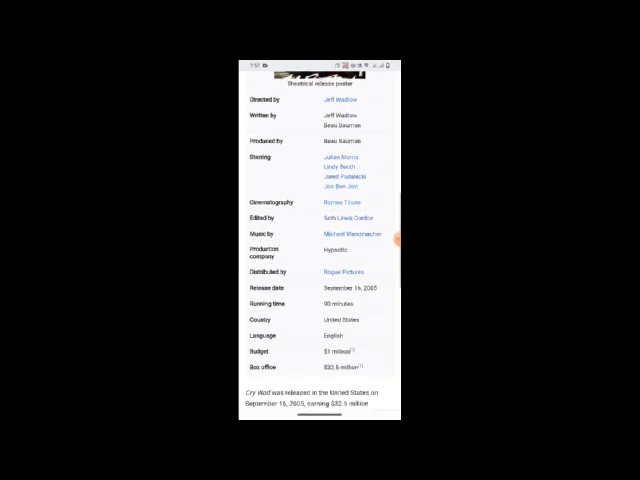 7:57
Theatrical release poster
Directed by Jeff Wadlow
Written by Jeff Wadlow
Beau Bauman
Produced by Beau Bauman
Starring Julian Morris
Lindy Booth
Jared Padalecki
Jon Bon Jovi
Cinematography Romeo Tirone
Edited by Seth Lewis Gordon
Music by Michael Wandmacher
Production
company Hypnotic
Distributed by Rogue Pictures
Release date September 16, 2005
Running time 90 minutes
Country United States
Language English
Budget $1 million[1]
Box office $32.5 million[1]
Cry Wolf was released in the United States on
September 16, 2005, earning $32.5 million